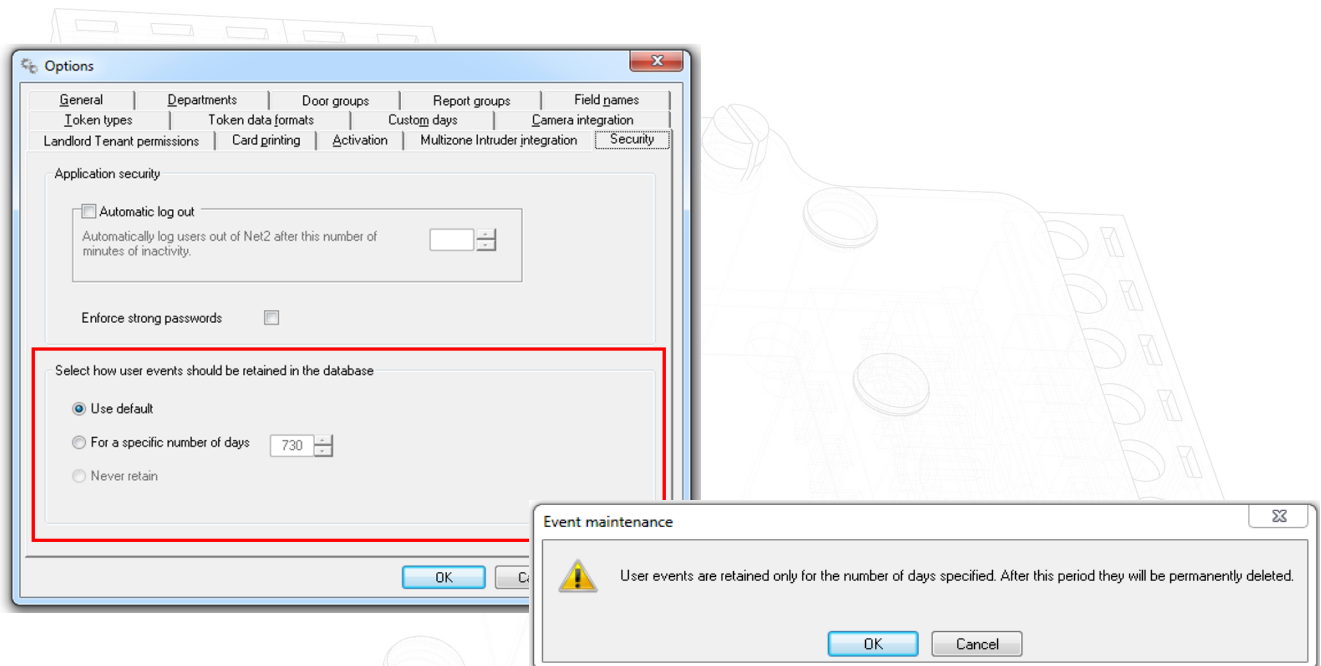 Options
General
Departments
Door groups
Report groups
Field names
Token types
Token data formats
Custom days
Camera integration
Landlord Tenant permissions
Card printing
Activation
Multizone Intruder integration
Security
Application security
Automatic log out
Automatically log users out of Net2 after this number of
minutes of inactivity.
Enforce strong passwords
Select how user events should be retained in the database
Use default
For a specific number of days
730
Never retain
OK
Event maintenance
User events are retained only for the number of days specified. After this period they will be permanently deleted.
OK
Cancel